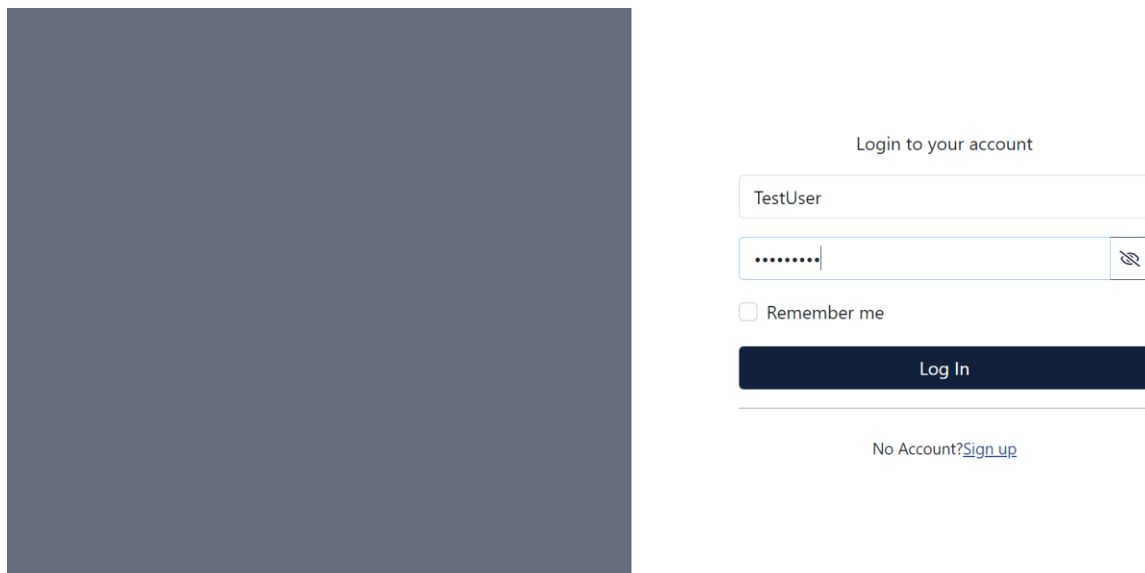 Login to your account
TestUser
•••••••••
Remember me
Log In
No Account?Sign up